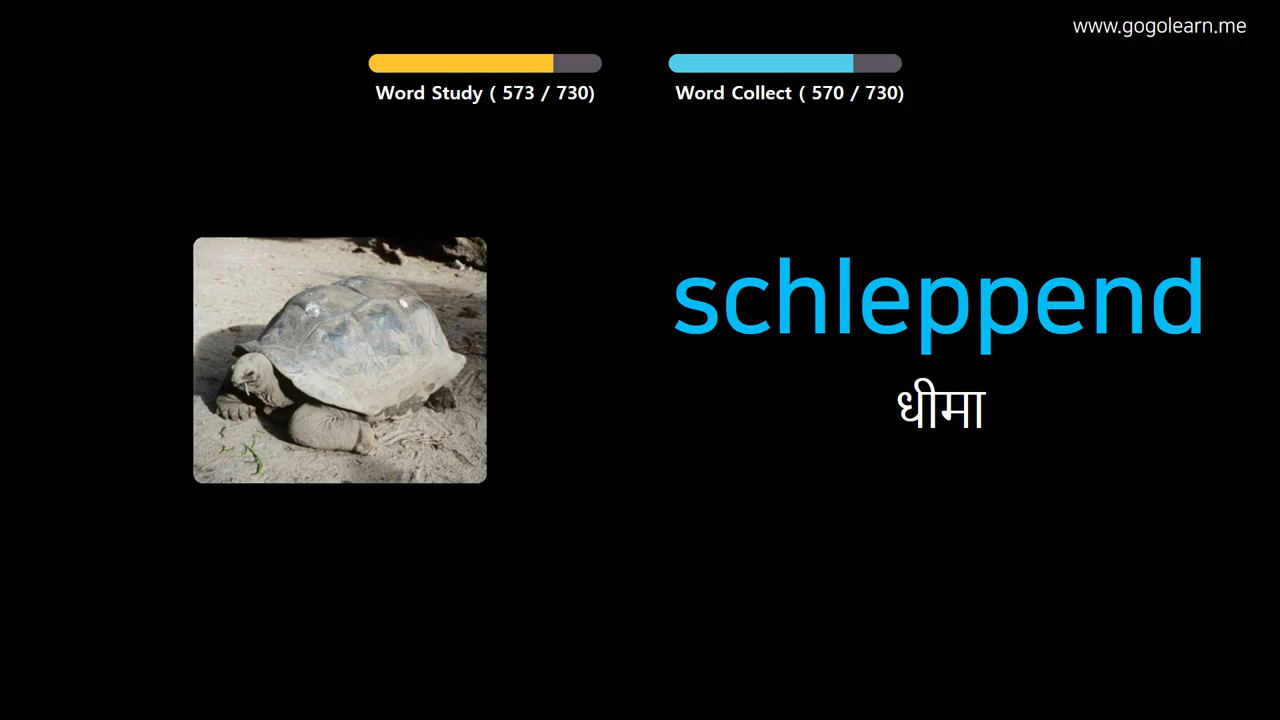 www.gogolearn.me
Word Study ( 573 / 730)
Word Collect ( 570 / 730)
schleppend
धीमा